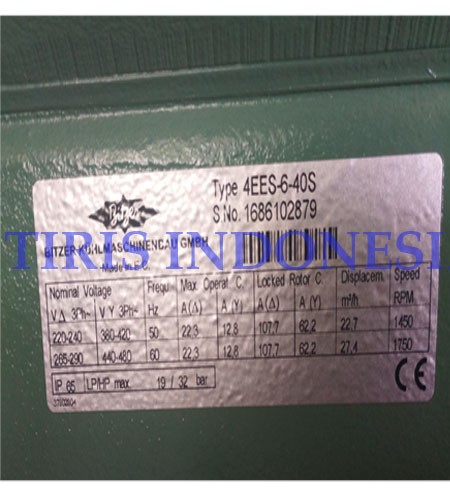 Bitzer
Type 4EES-6-40S
S No. 1686102879
BITZER-KÜHLMASCHINENBAU GMBH
Made in E.C.
TIRIS INDONESI
Nominal Voltage Frequ Max Operat C. Locked Rotor C. Displacem. Speed
V Δ 3Ph~ V Y 3Ph~ Hz A (Δ) A (Y) A (Δ) A (Y) m³/h RPM
220-240 380-420 50 22.3 12.8 107.7 62.2 22,7 1450
265-290 440-480 60 22.3 12.8 107.7 62.2 27,4 1750
IP 65 LP/HP max 19 / 32 bar
CE